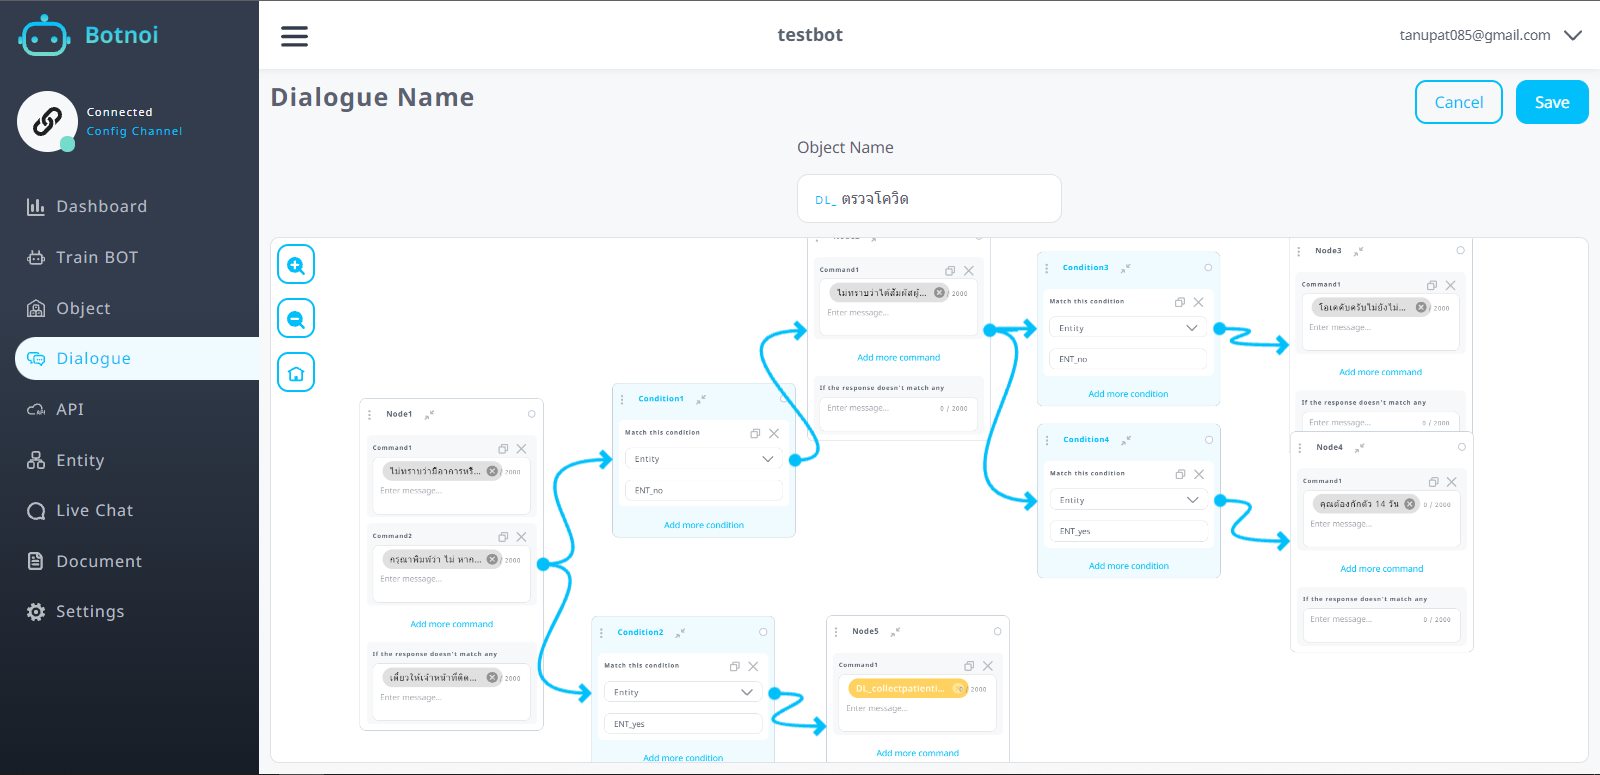 Botnoi
testbot
tanupat085@gmail.com
Connected
Config Channel
Dashboard
Train BOT
Object
Dialogue
API
Entity
Live Chat
Document
Settings
Dialogue Name
Cancel
Save
Object Name
DL_ ตรวจโควิด
Node1
Command1
ไม่ทราบว่ามีอาการหรื...
/ 2000
Enter message...
Command2
กรุณาพิมพ์ว่า ไม่ หาก...
/ 2000
Enter message...
Add more command
If the response doesn't match any
เดี๋ยวให้เจ้าหน้าที่ติด...
/ 2000
Enter message...
Condition1
Match this condition
Entity
ENT_no
Add more condition
Condition2
Match this condition
Entity
ENT_yes
Add more condition
Command1
ไม่ทราบว่าได้สัมผัสผู้...
/ 2000
Enter message...
Add more command
If the response doesn't match any
Enter message...
0 / 2000
Node5
Command1
DL_collectpatienti...
0 / 2000
Enter message...
Add more command
Condition3
Match this condition
Entity
ENT_no
Add more condition
Condition4
Match this condition
Entity
ENT_yes
Add more condition
Node3
Command1
โอเคคับครับไม่ยังไม่...
/ 2000
Enter message...
Add more command
If the response doesn't match any
Enter message...
0 / 2000
Node4
Command1
คุณต้องกักตัว 14 วัน
0 / 2000
Enter message...
Add more command
If the response doesn't match any
Enter message...
0 / 2000